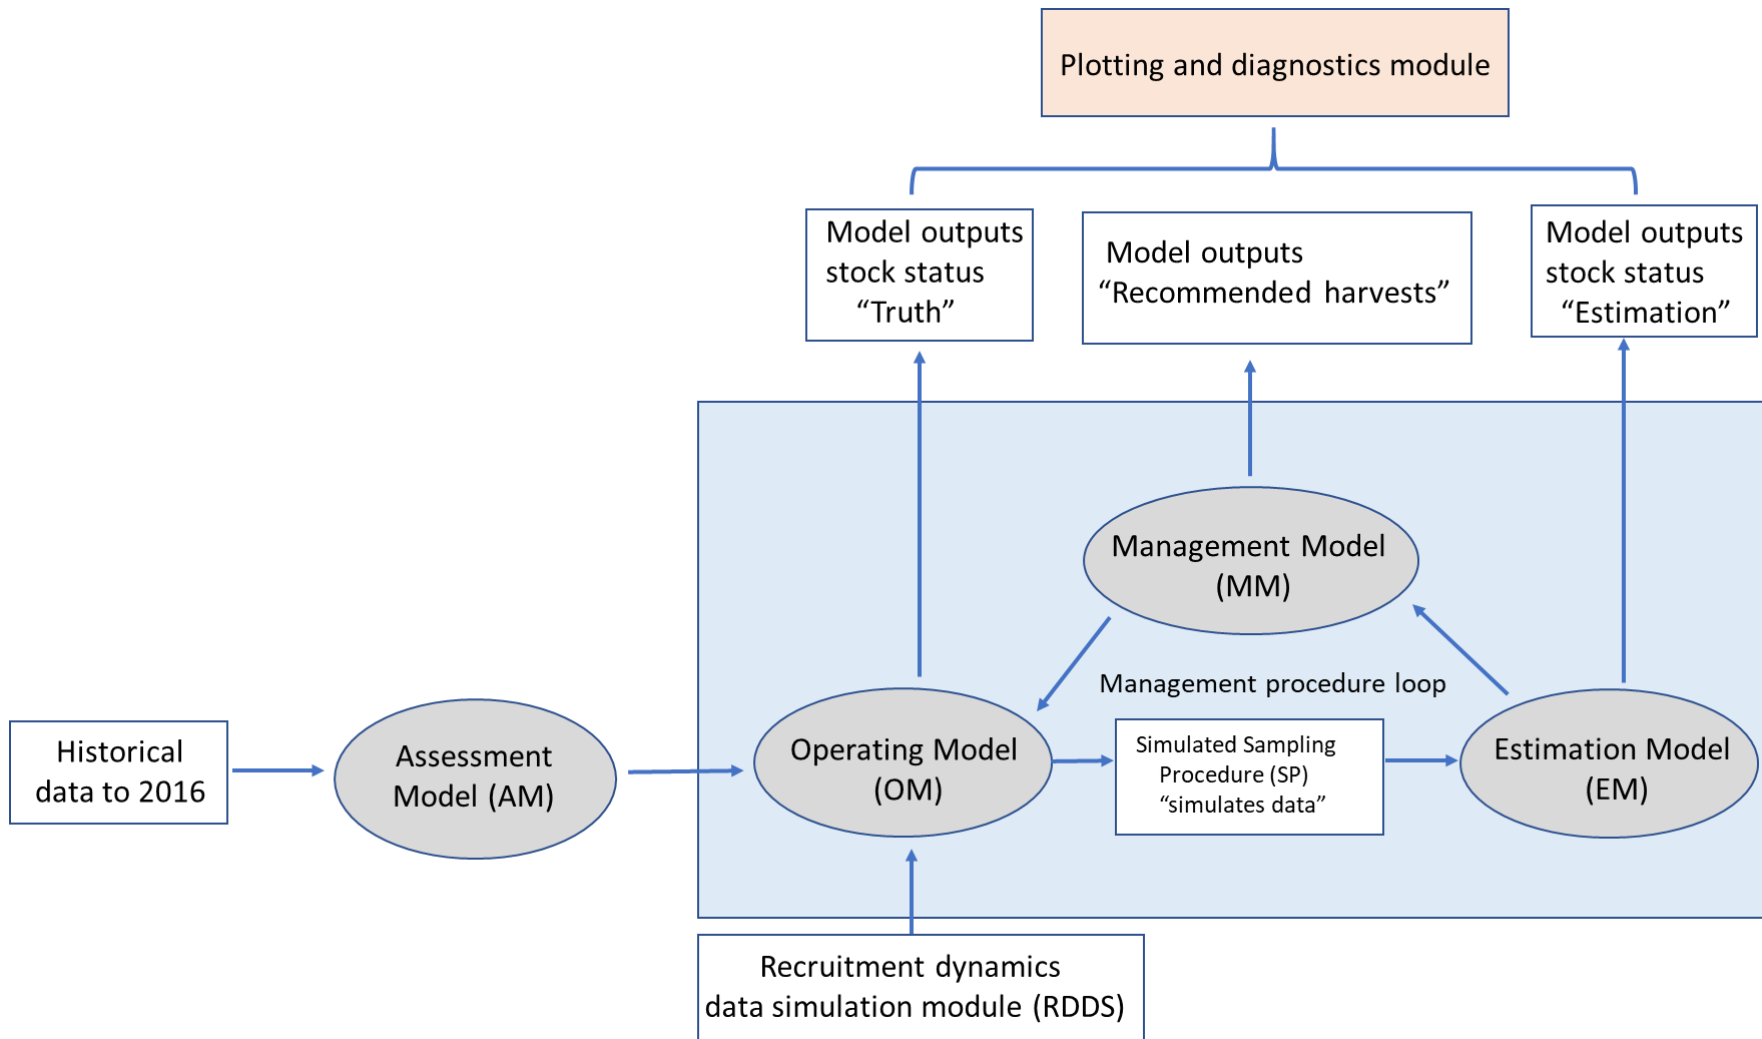 Plotting and diagnostics module
Model outputs
stock status
“Truth”
Model outputs
“Recommended harvests”
Model outputs
stock status
“Estimation”
Management Model
(MM)
Management procedure loop
Historical
data to 2016
Assessment
Model (AM)
Operating Model
(OM)
Simulated Sampling
Procedure (SP)
“simulates data”
Estimation Model
(EM)
Recruitment dynamics
data simulation module (RDDS)